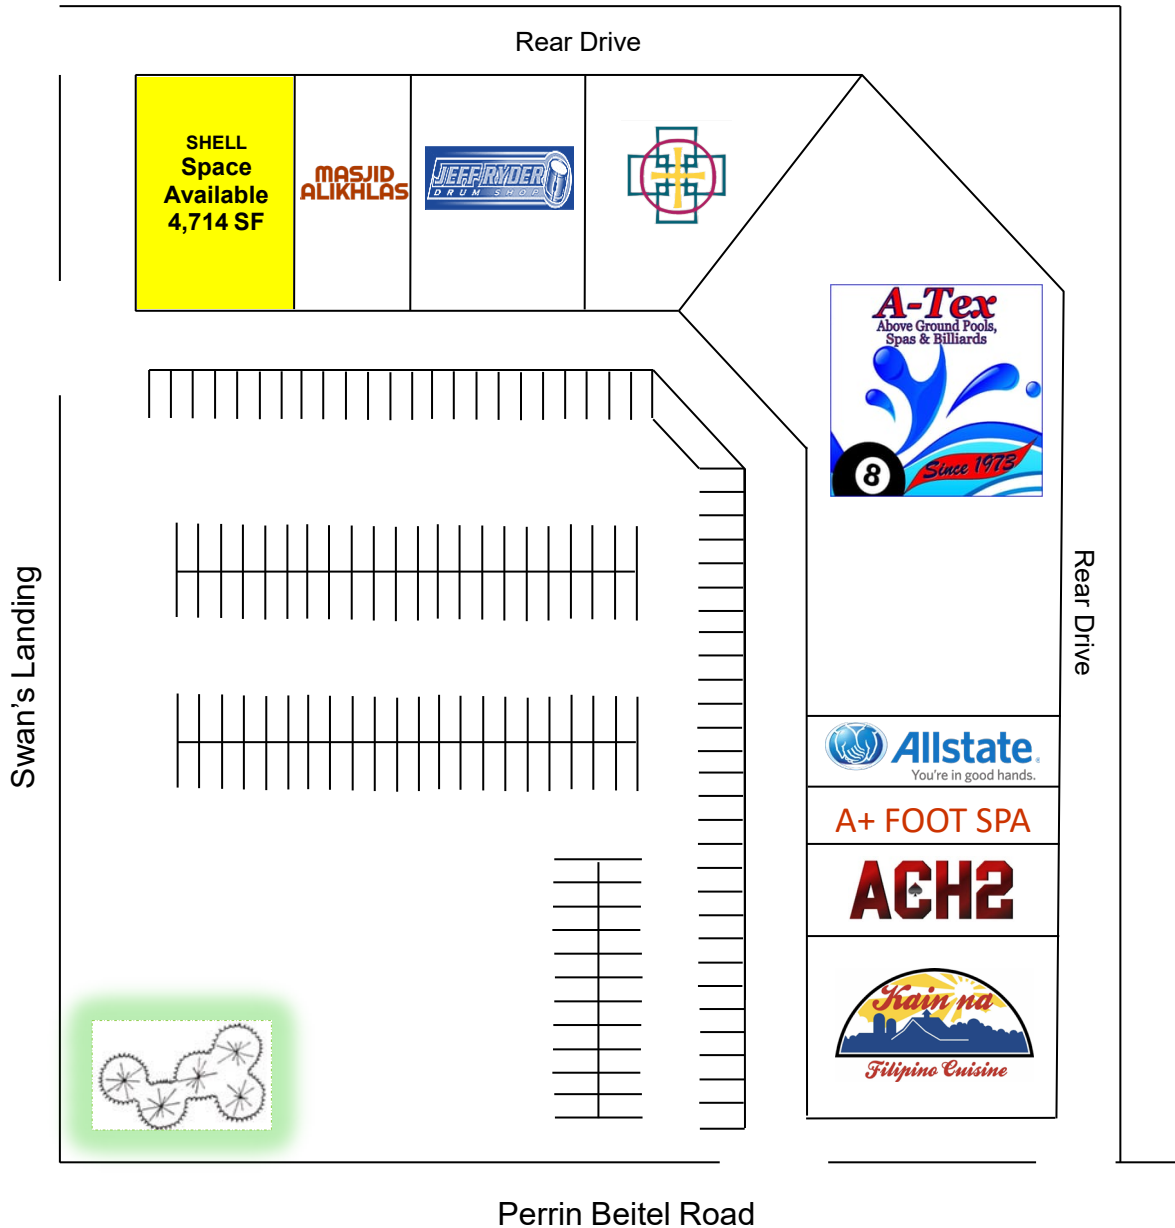 Rear Drive
SHELL
Space
Available
4,714 SF
MASJID
ALIKHLAS
JEFF RYDER
DRUM SHOP
A-Tex
Above Ground Pools,
Spas & Billiards
8
Since 1973
Rear Drive
Swan's Landing
Allstate®
You're in good hands.
A+ FOOT SPA
ACH2
Kain na
Filipino Cuisine
Perrin Beitel Road